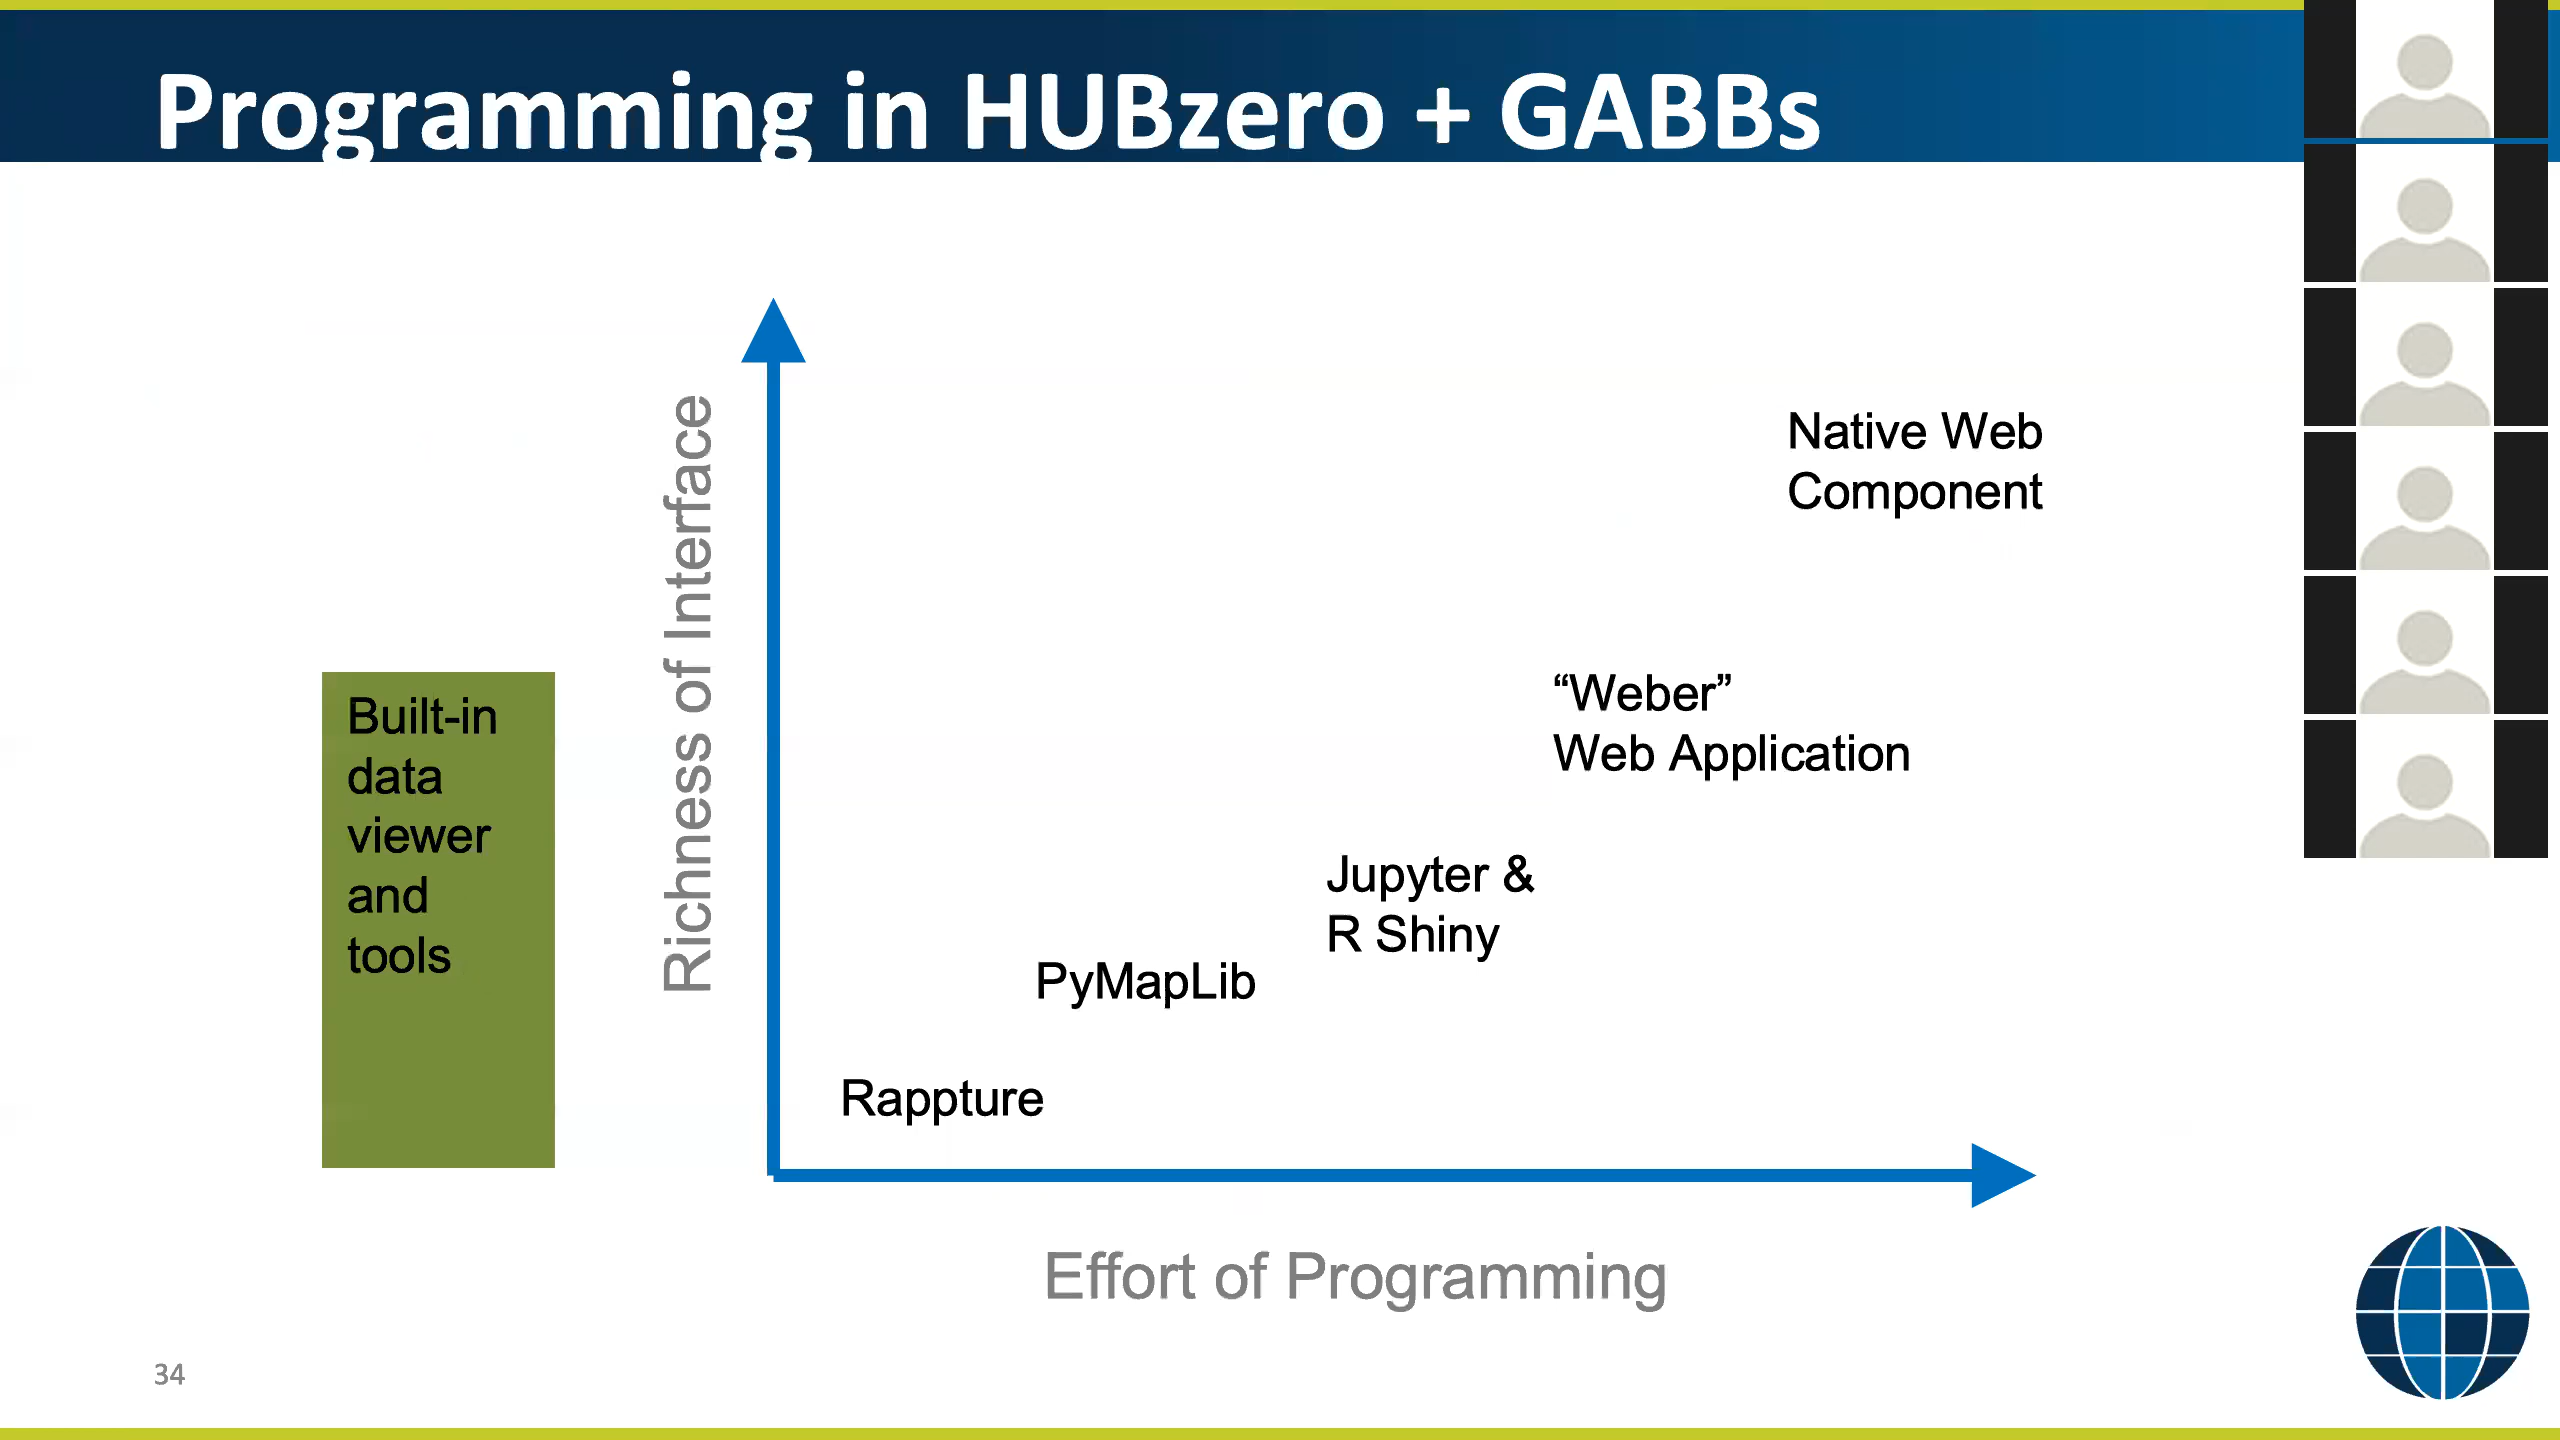 Programming in HUBzero + GABBs
Built-in
data
viewer
and
tools
Richness of Interface
Native Web
Component
“Weber”
Web Application
Jupyter &
R Shiny
PyMapLib
Rappture
Effort of Programming
34